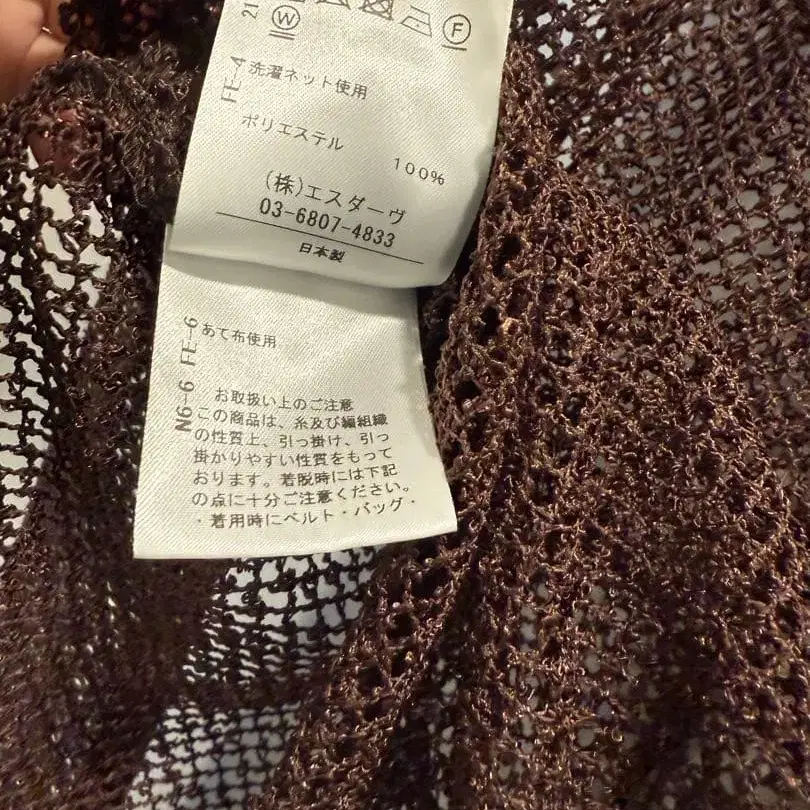 21
W
F
FE-4
洗濯ネット使用
ポリエステル
100%
(株)エスダーヴ
03-6807-4833
日本製
N6-6 FE-6
あて布使用
お取扱い上のご注意
この商品は、糸及び編組織
の性質上、引っ掛け、引っ
掛かりやすい性質をもって
おります。着脱時には下記
の点に十分ご注意ください。
・着用時にベルト・バッグ・